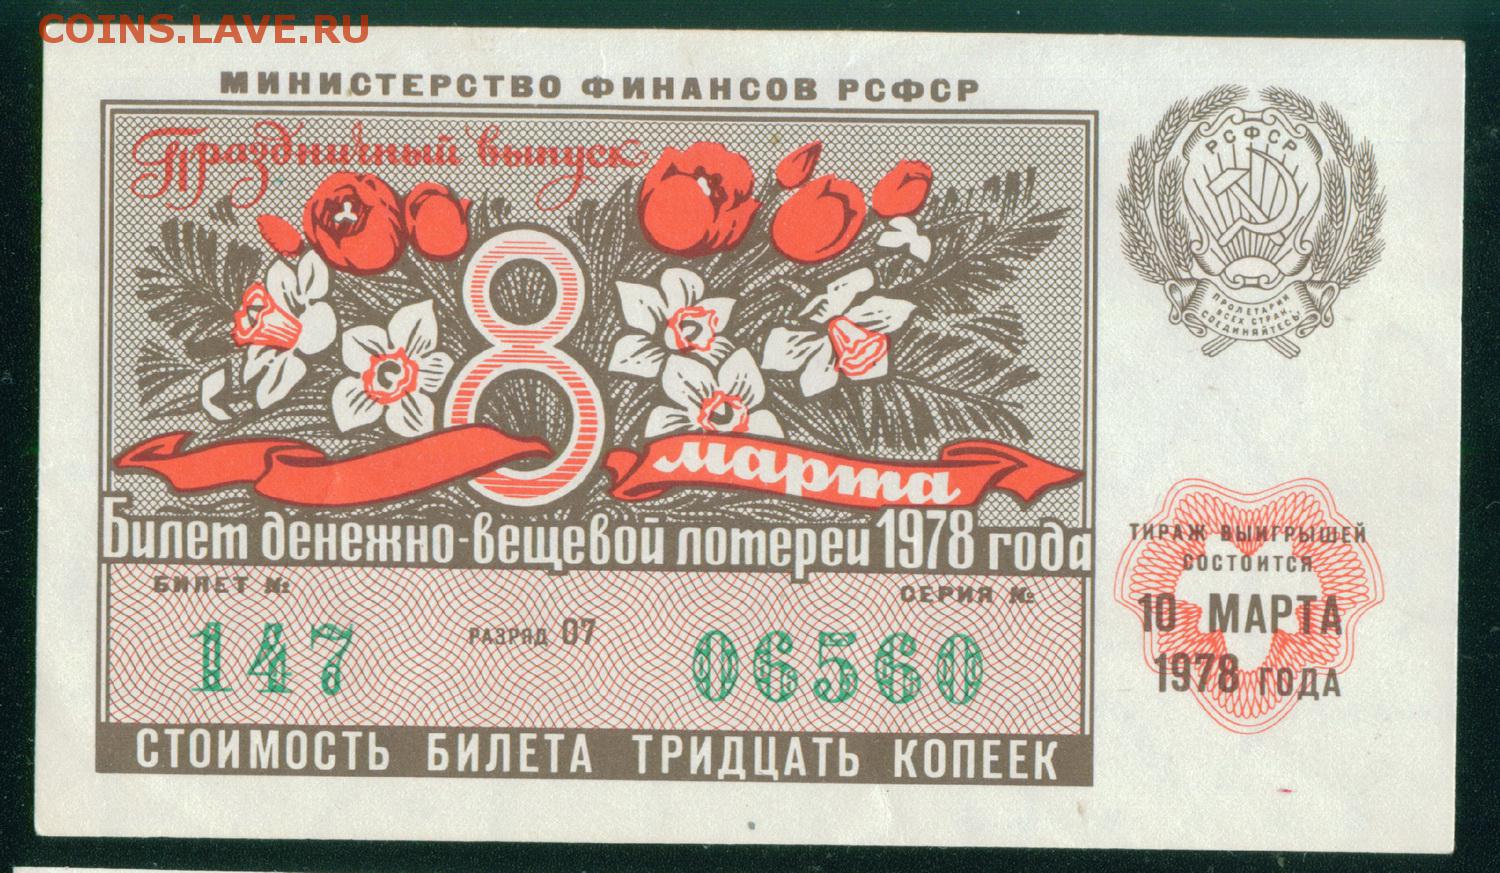 COINS.LAVE.RU
МИНИСТЕРСТВО ФИНАНСОВ РСФСР
Праздничный выпуск
РСФСР
ПРОЛЕТАРИИ
ВСЕХ СТРАН,
СОЕДИНЯЙТЕСЬ!
8
марта
Билет денежно-вещевой лотереи 1978 года
БИЛЕТ №
СЕРИЯ №
147
РАЗРЯД 07
06560
СТОИМОСТЬ БИЛЕТА ТРИДЦАТЬ КОПЕЕК
ТИРАЖ ВЫИГРЫШЕЙ
СОСТОИТСЯ
10 МАРТА
1978 ГОДА